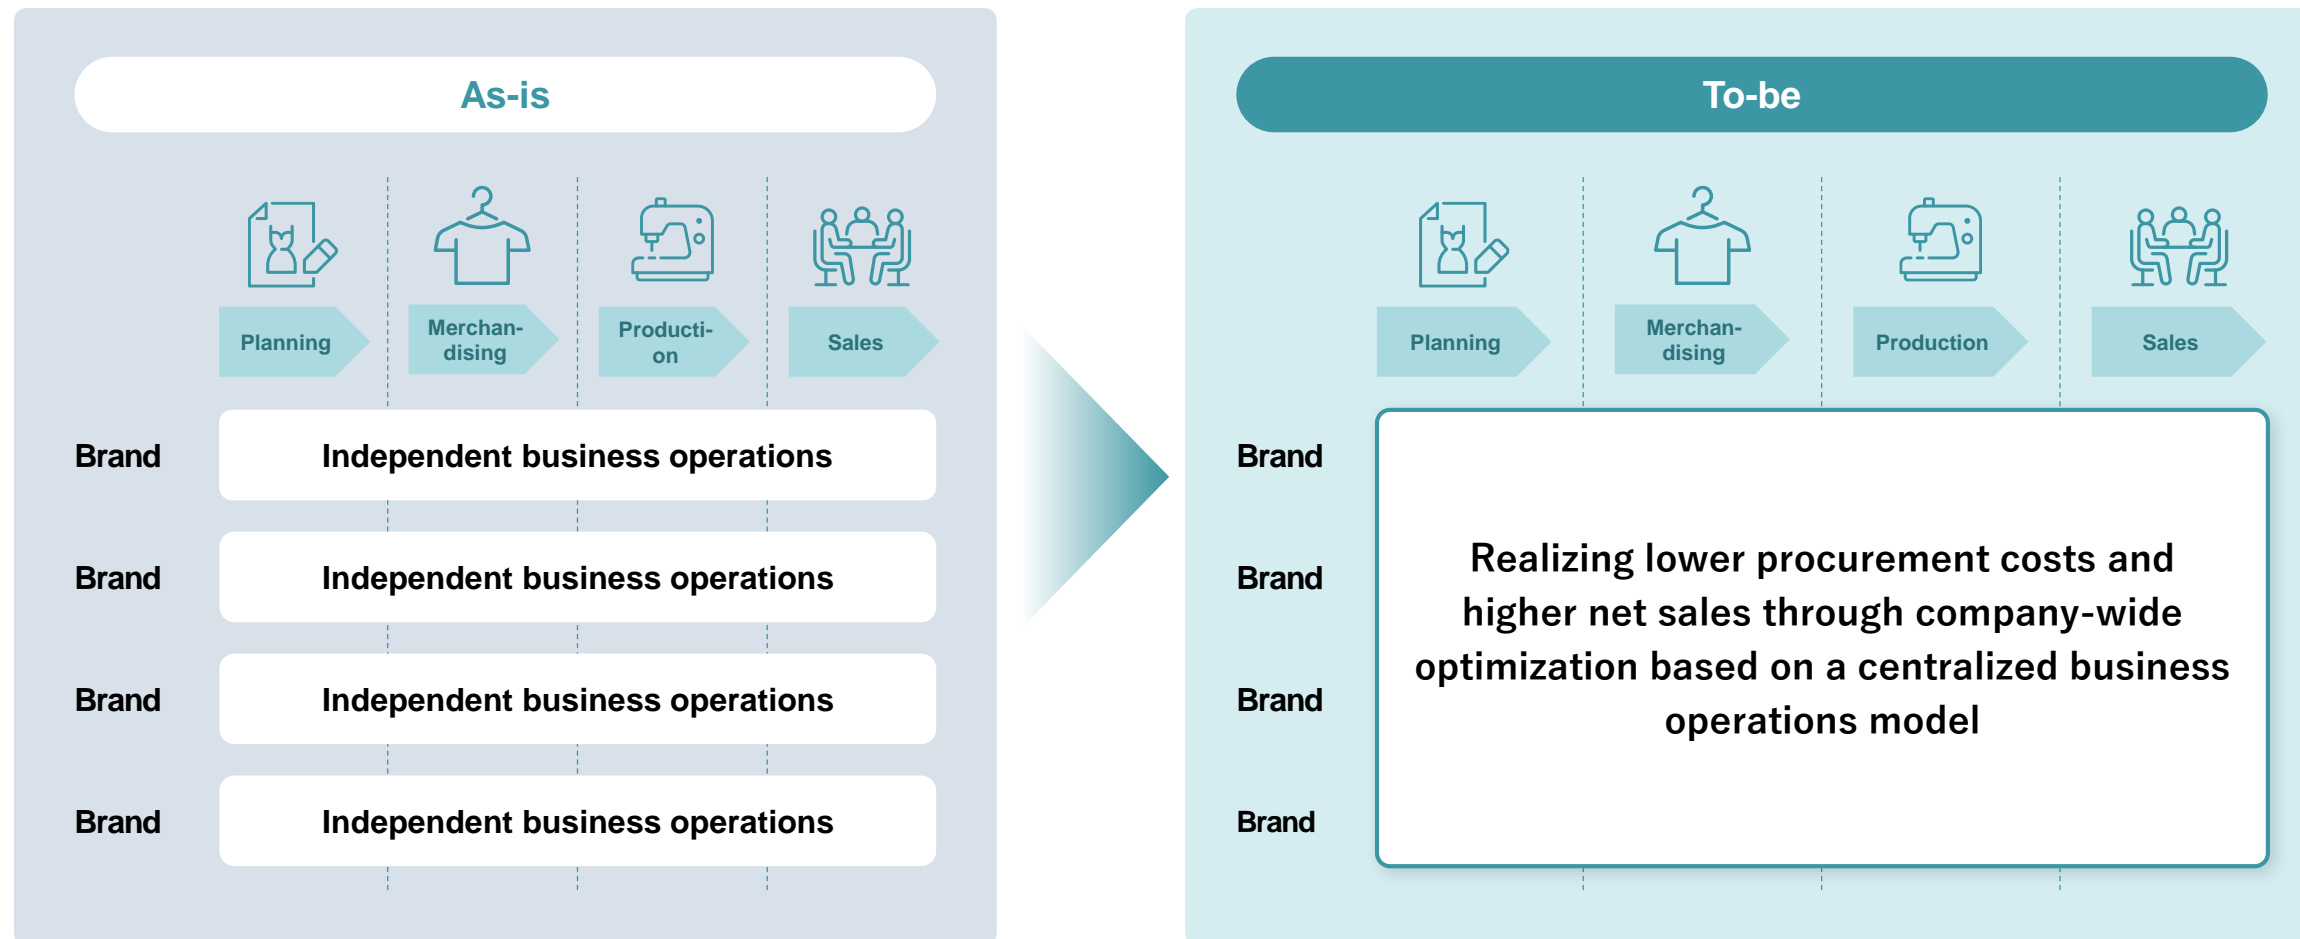 As-is
Planning
Merchan-
dising
Producti-
on
Sales
Brand
Independent business operations
Brand
Independent business operations
Brand
Independent business operations
Brand
Independent business operations
To-be
Planning
Merchan-
dising
Production
Sales
Brand
Brand
Brand
Brand
Realizing lower procurement costs and
higher net sales through company-wide
optimization based on a centralized business
operations model